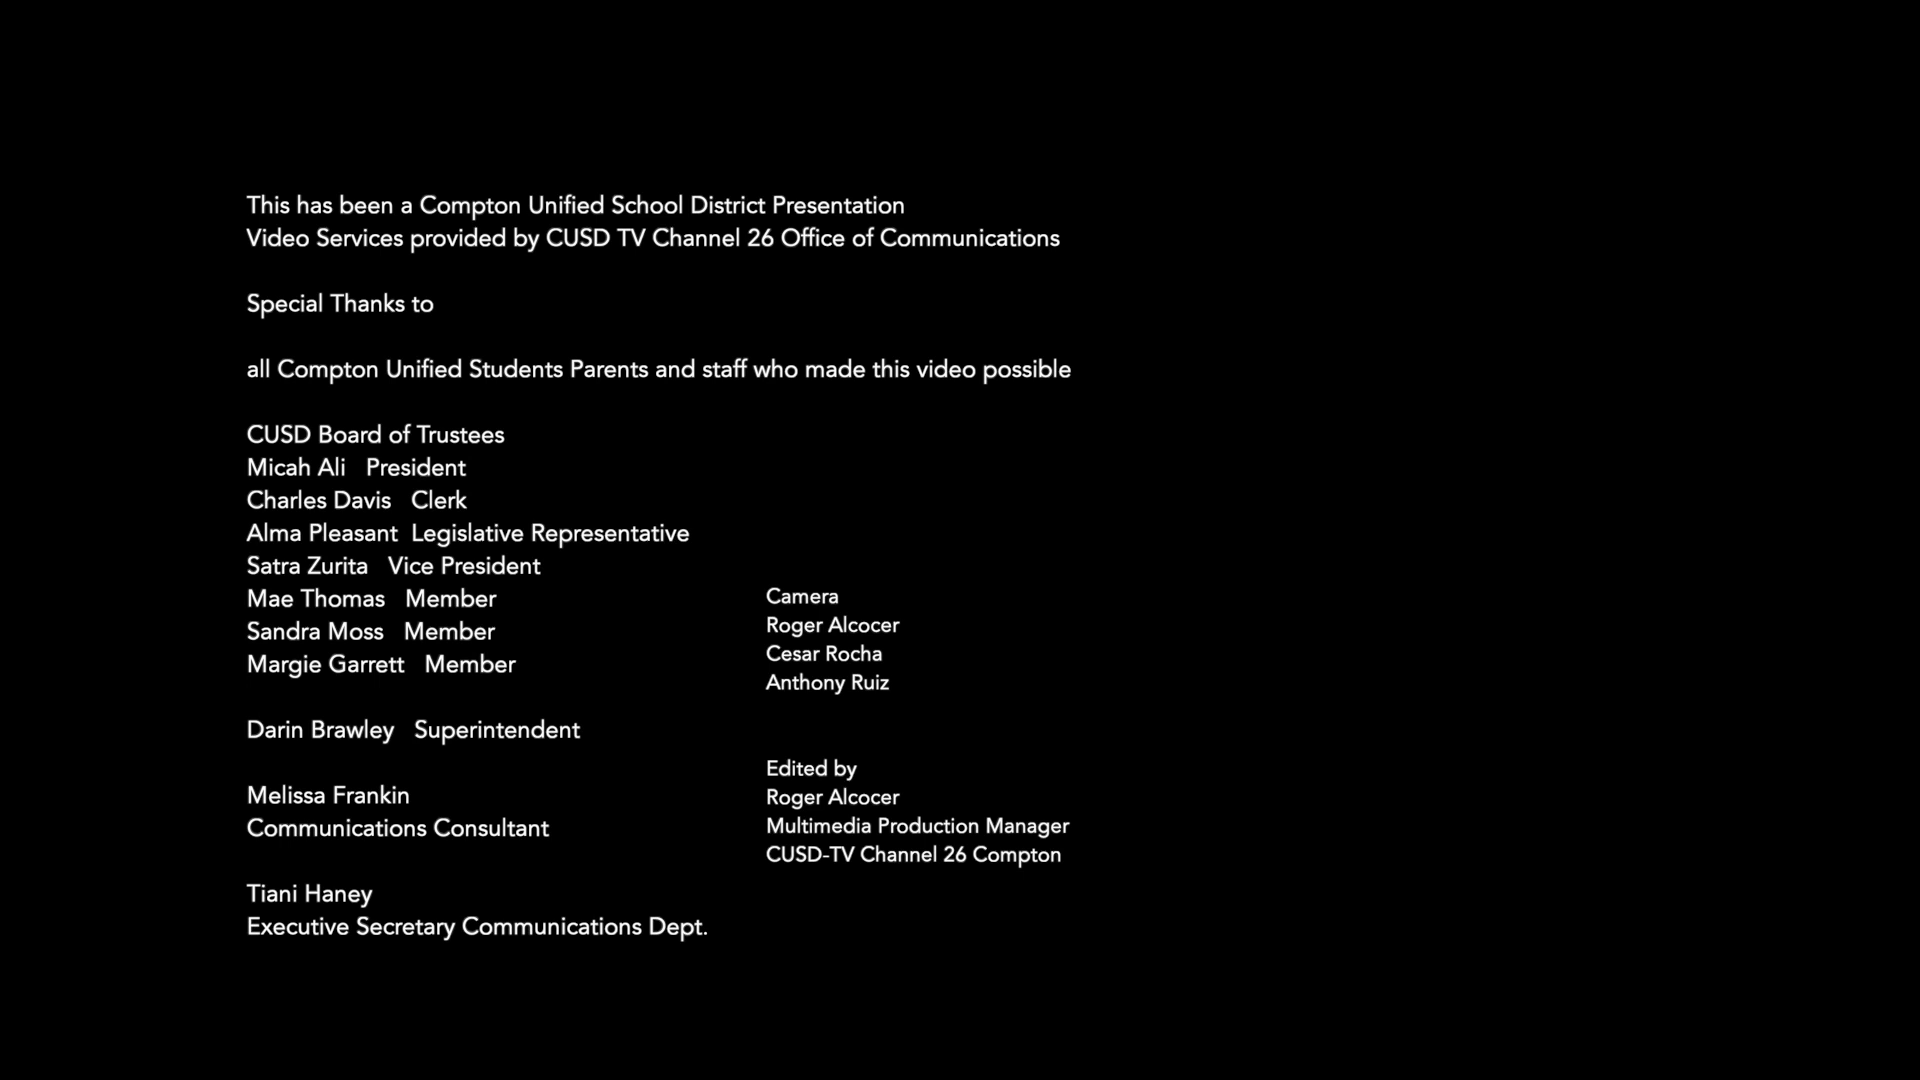 This has been a Compton Unified School District Presentation
Video Services provided by CUSD TV Channel 26 Office of Communications
Special Thanks to
all Compton Unified Students Parents and staff who made this video possible
CUSD Board of Trustees
Micah Ali   President
Charles Davis   Clerk
Alma Pleasant  Legislative Representative
Satra Zurita   Vice President
Mae Thomas   Member
Sandra Moss   Member
Margie Garrett   Member
Darin Brawley   Superintendent
Melissa Frankin
Communications Consultant
Tiani Haney
Executive Secretary Communications Dept.
Camera
Roger Alcocer
Cesar Rocha
Anthony Ruiz
Edited by
Roger Alcocer
Multimedia Production Manager
CUSD-TV Channel 26 Compton